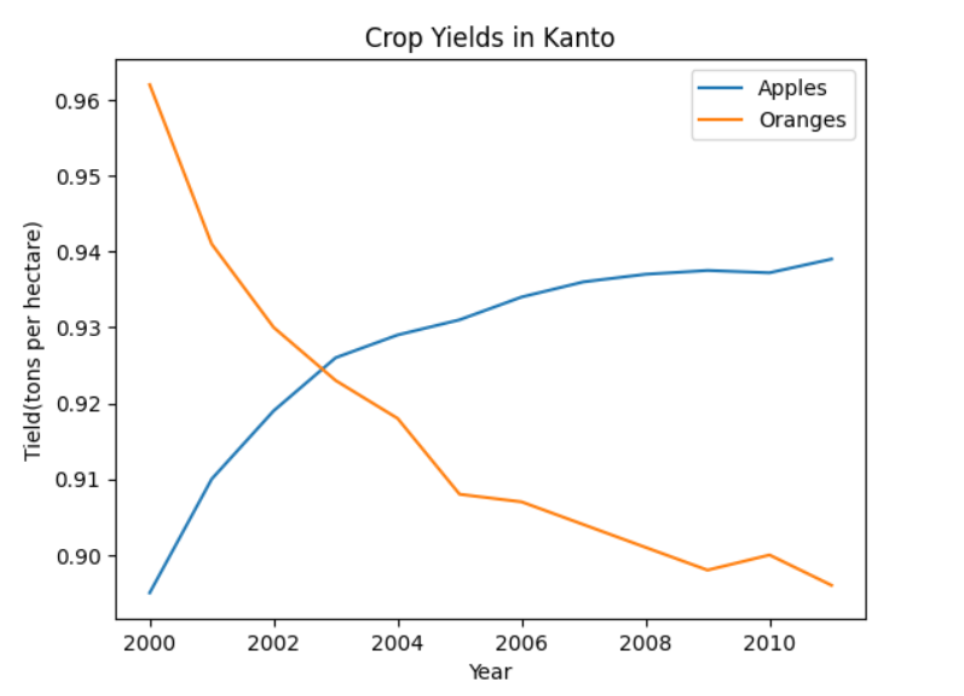 Crop Yields in Kanto
Apples
Oranges
0.96
0.95
0.94
0.93
0.92
0.91
0.90
Tield(tons per hectare)
2000 2002 2004 2006 2008 2010
Year